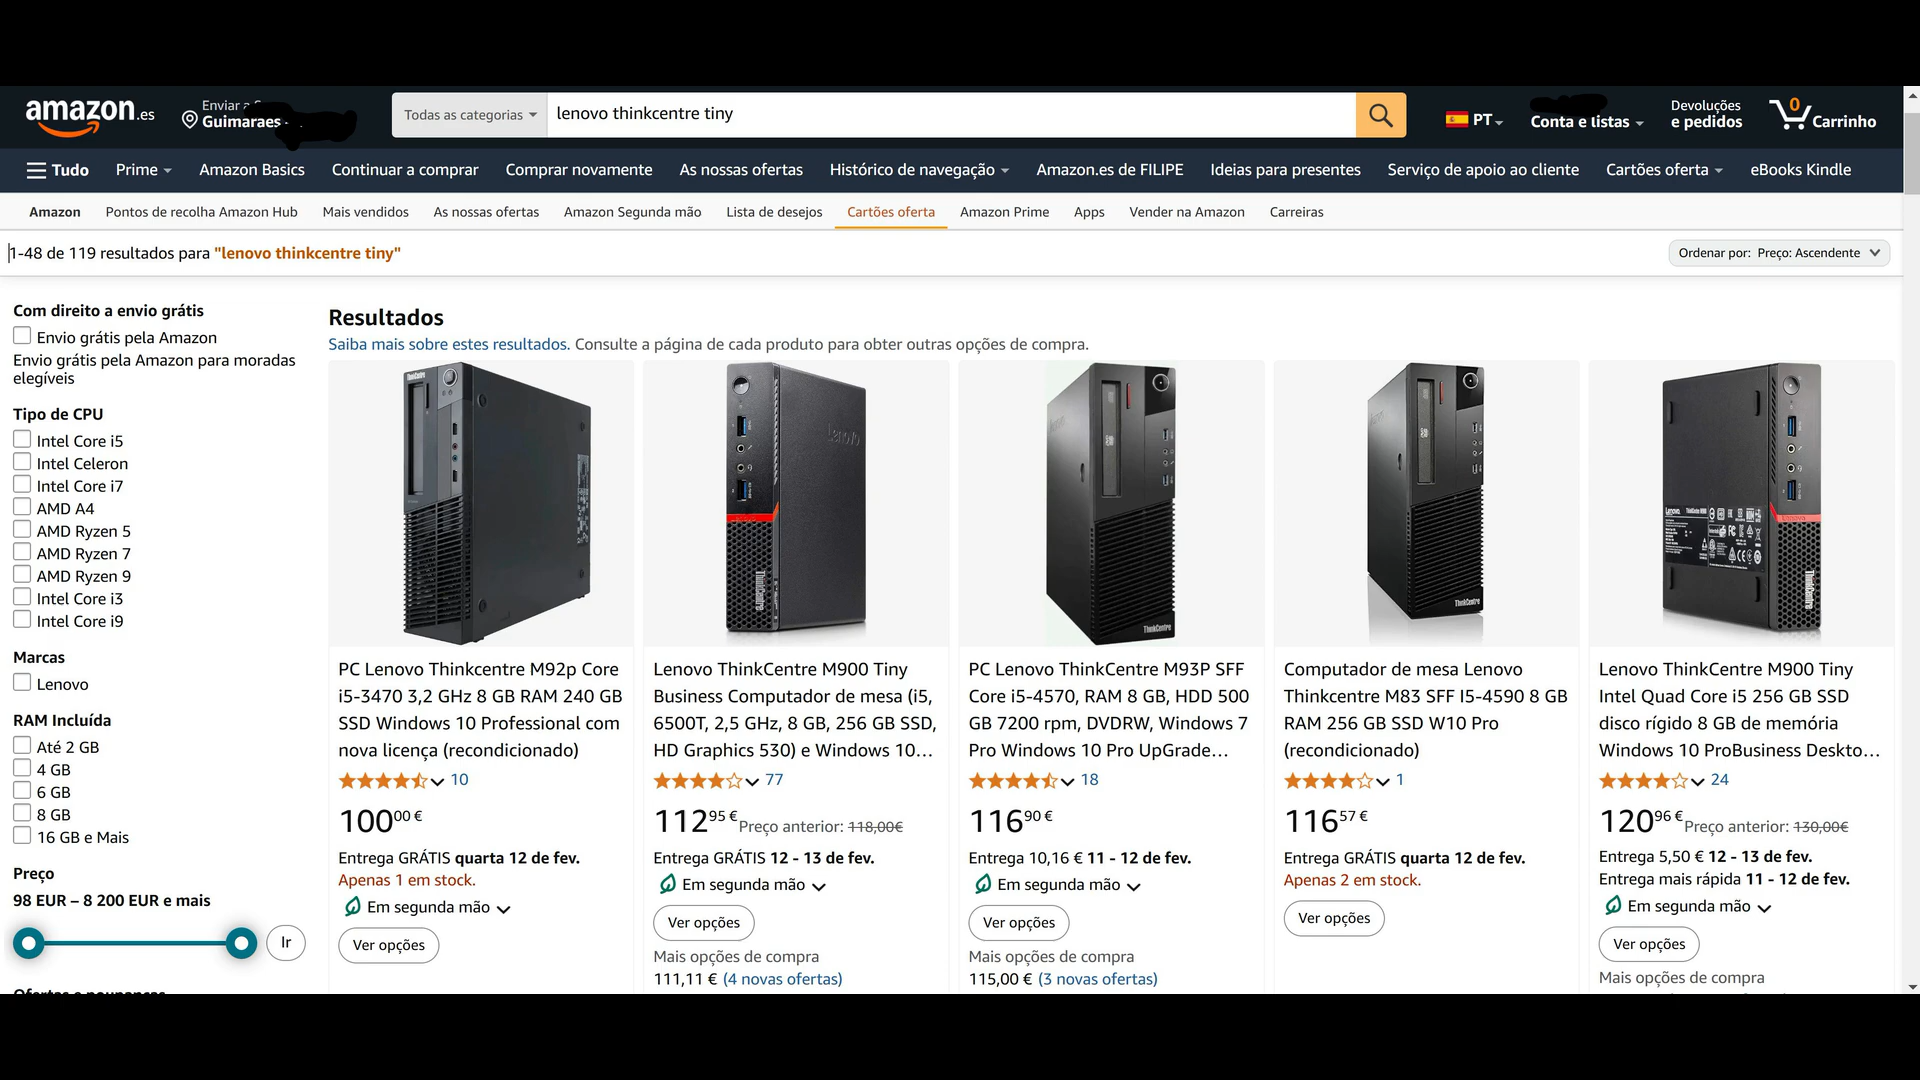 amazon.es
Enviar a
Guimaraes
Todas as categorias
lenovo thinkcentre tiny
PT
Conta e listas
Devoluções
e pedidos
0
Carrinho
Tudo
Prime
Amazon Basics
Continuar a comprar
Comprar novamente
As nossas ofertas
Histórico de navegação
Amazon.es de FILIPE
Ideias para presentes
Serviço de apoio ao cliente
Cartões oferta
eBooks Kindle
Amazon
Pontos de recolha Amazon Hub
Mais vendidos
As nossas ofertas
Amazon Segunda mão
Lista de desejos
Cartões oferta
Amazon Prime
Apps
Vender na Amazon
Carreiras
1-48 de 119 resultados para "lenovo thinkcentre tiny"
Ordenar por: Preço: Ascendente
Com direito a envio grátis
Envio grátis pela Amazon
Envio grátis pela Amazon para moradas
elegíveis
Tipo de CPU
Intel Core i5
Intel Celeron
Intel Core i7
AMD A4
AMD Ryzen 5
AMD Ryzen 7
AMD Ryzen 9
Intel Core i3
Intel Core i9
Marcas
Lenovo
RAM Incluída
Até 2 GB
4 GB
6 GB
8 GB
16 GB e Mais
Preço
98 EUR – 8 200 EUR e mais
Ir
Ofertas e poupanças
Resultados
Saiba mais sobre estes resultados. Consulte a página de cada produto para obter outras opções de compra.
ThinkCentre
PC Lenovo Thinkcentre M92p Core
i5-3470 3,2 GHz 8 GB RAM 240 GB
SSD Windows 10 Professional com
nova licença (recondicionado)
10
100,00 €
Entrega GRÁTIS quarta 12 de fev.
Apenas 1 em stock.
Em segunda mão
Ver opções
Lenovo
ThinkCentre
Lenovo ThinkCentre M900 Tiny
Business Computador de mesa (i5,
6500T, 2,5 GHz, 8 GB, 256 GB SSD,
HD Graphics 530) e Windows 10…
77
112,95 € Preço anterior: 118,00€
Entrega GRÁTIS 12 - 13 de fev.
Em segunda mão
Ver opções
Mais opções de compra
111,11 € (4 novas ofertas)
ThinkCentre
PC Lenovo ThinkCentre M93P SFF
Core i5-4570, RAM 8 GB, HDD 500
GB 7200 rpm, DVDRW, Windows 7
Pro Windows 10 Pro UpGrade…
18
116,90 €
Entrega 10,16 € 11 - 12 de fev.
Em segunda mão
Ver opções
Mais opções de compra
115,00 € (3 novas ofertas)
ThinkCentre
Computador de mesa Lenovo
Thinkcentre M83 SFF I5-4590 8 GB
RAM 256 GB SSD W10 Pro
(recondicionado)
1
116,57 €
Entrega GRÁTIS quarta 12 de fev.
Apenas 2 em stock.
Ver opções
Lenovo
ThinkCentre
Lenovo ThinkCentre M900 Tiny
Intel Quad Core i5 256 GB SSD
disco rígido 8 GB de memória
Windows 10 ProBusiness Deskto…
24
120,96 € Preço anterior: 130,00€
Entrega 5,50 € 12 - 13 de fev.
Entrega mais rápida 11 - 12 de fev.
Em segunda mão
Ver opções
Mais opções de compra